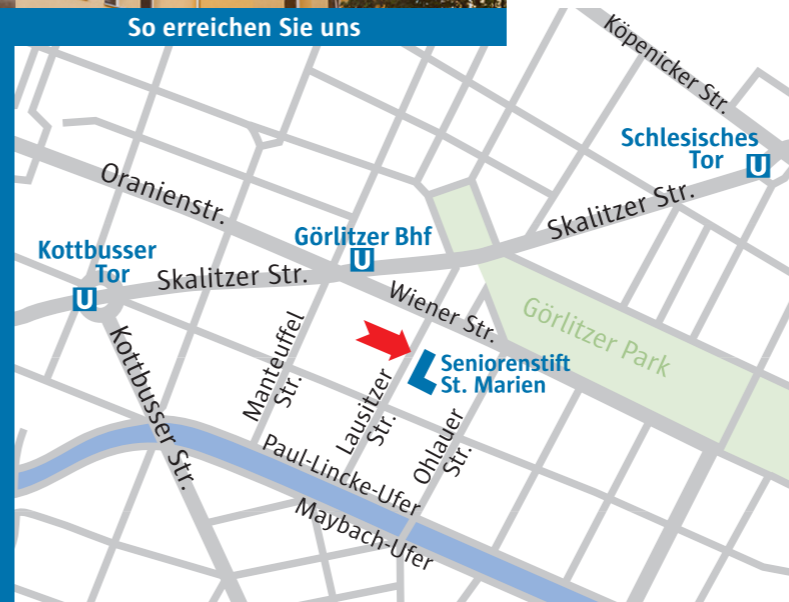 So erreichen Sie uns
Köpenicker Str.
Schlesisches
Tor
U
Oranienstr.
Skalitzer Str.
Görlitzer Bhf
U
Kottbusser
Tor
U
Skalitzer Str.
Wiener Str.
Görlitzer Park
Kottbusser Str.
Manteuffel
Str.
Lausitzer
Str.
Seniorenstift
St. Marien
Ohlauer
Str.
Paul-Lincke-Ufer
Maybach-Ufer